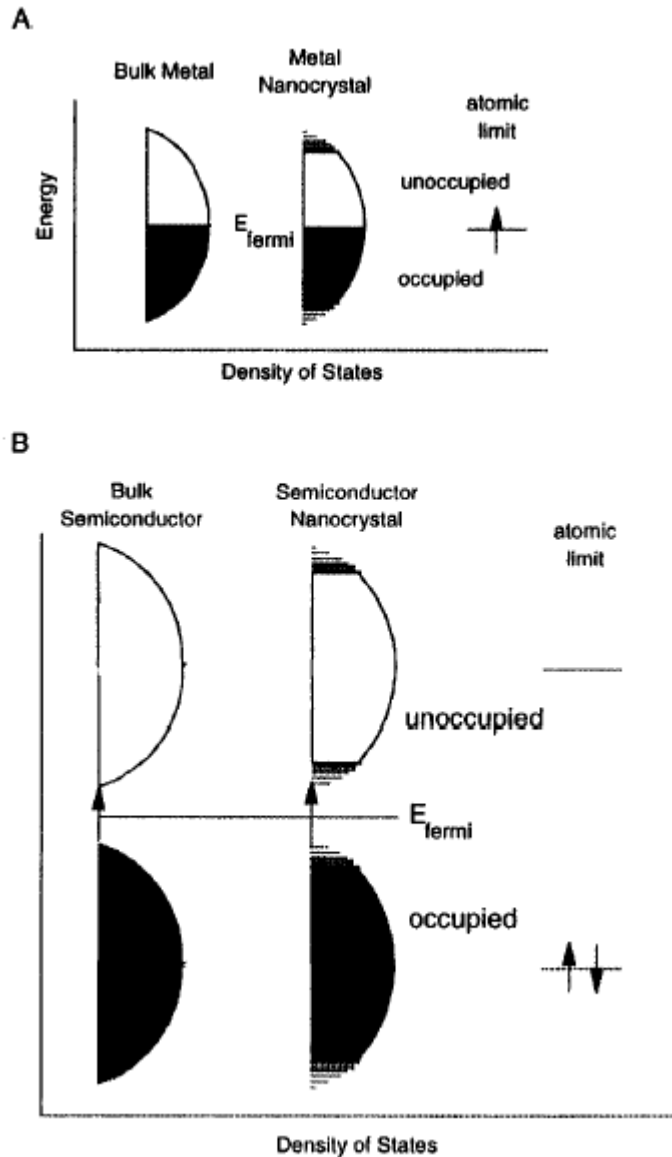 A
Bulk Metal
Metal
Nanocrystal
atomic
limit
Energy
unoccupied
E fermi
occupied
Density of States
B
Bulk
Semiconductor
Semiconductor
Nanocrystal
atomic
limit
unoccupied
E fermi
occupied
Density of States